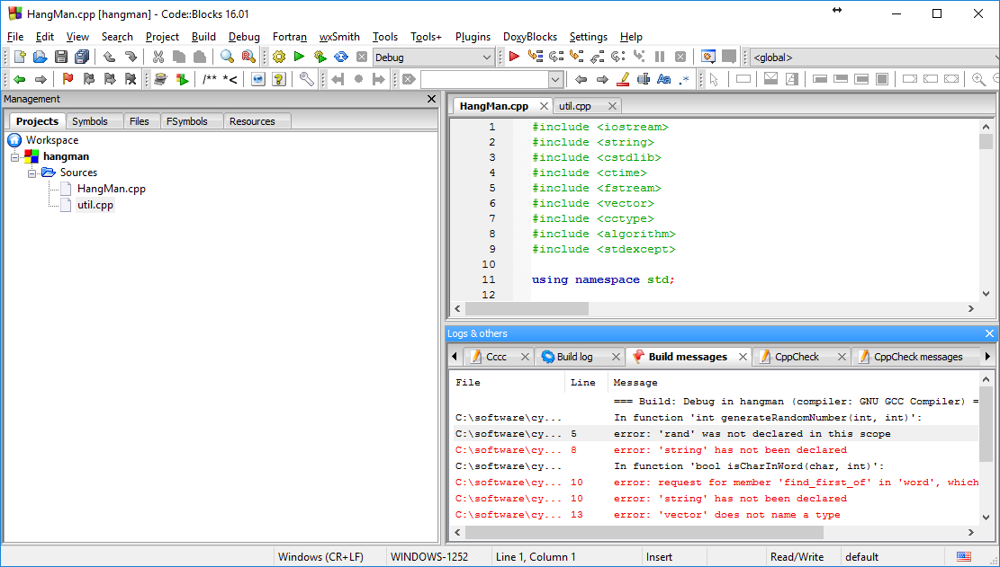 HangMan.cpp [hangman] - Code::Blocks 16.01
File Edit View Search Project Build Debug Fortran wxSmith Tools Tools+ Plugins DoxyBlocks Settings Help
Debug <global>
/** *<
Management
Projects Symbols Files FSymbols Resources
Workspace
hangman
Sources
HangMan.cpp
util.cpp
HangMan.cpp util.cpp
1 #include <iostream>
2 #include <string>
3 #include <cstdlib>
4 #include <ctime>
5 #include <fstream>
6 #include <vector>
7 #include <cctype>
8 #include <algorithm>
9 #include <stdexcept>
10
11 using namespace std;
12
Logs & others
Cccc Build log Build messages CppCheck CppCheck messages
File Line Message
=== Build: Debug in hangman (compiler: GNU GCC Compiler) =
C:\software\cy... In function 'int generateRandomNumber(int, int)':
C:\software\cy... 5 error: 'rand' was not declared in this scope
C:\software\cy... 8 error: 'string' has not been declared
C:\software\cy... In function 'bool isCharInWord(char, int)':
C:\software\cy... 10 error: request for member 'find_first_of' in 'word', which
C:\software\cy... 10 error: 'string' has not been declared
C:\software\cy... 13 error: 'vector' does not name a type
Windows (CR+LF) WINDOWS-1252 Line 1, Column 1 Insert Read/Write default